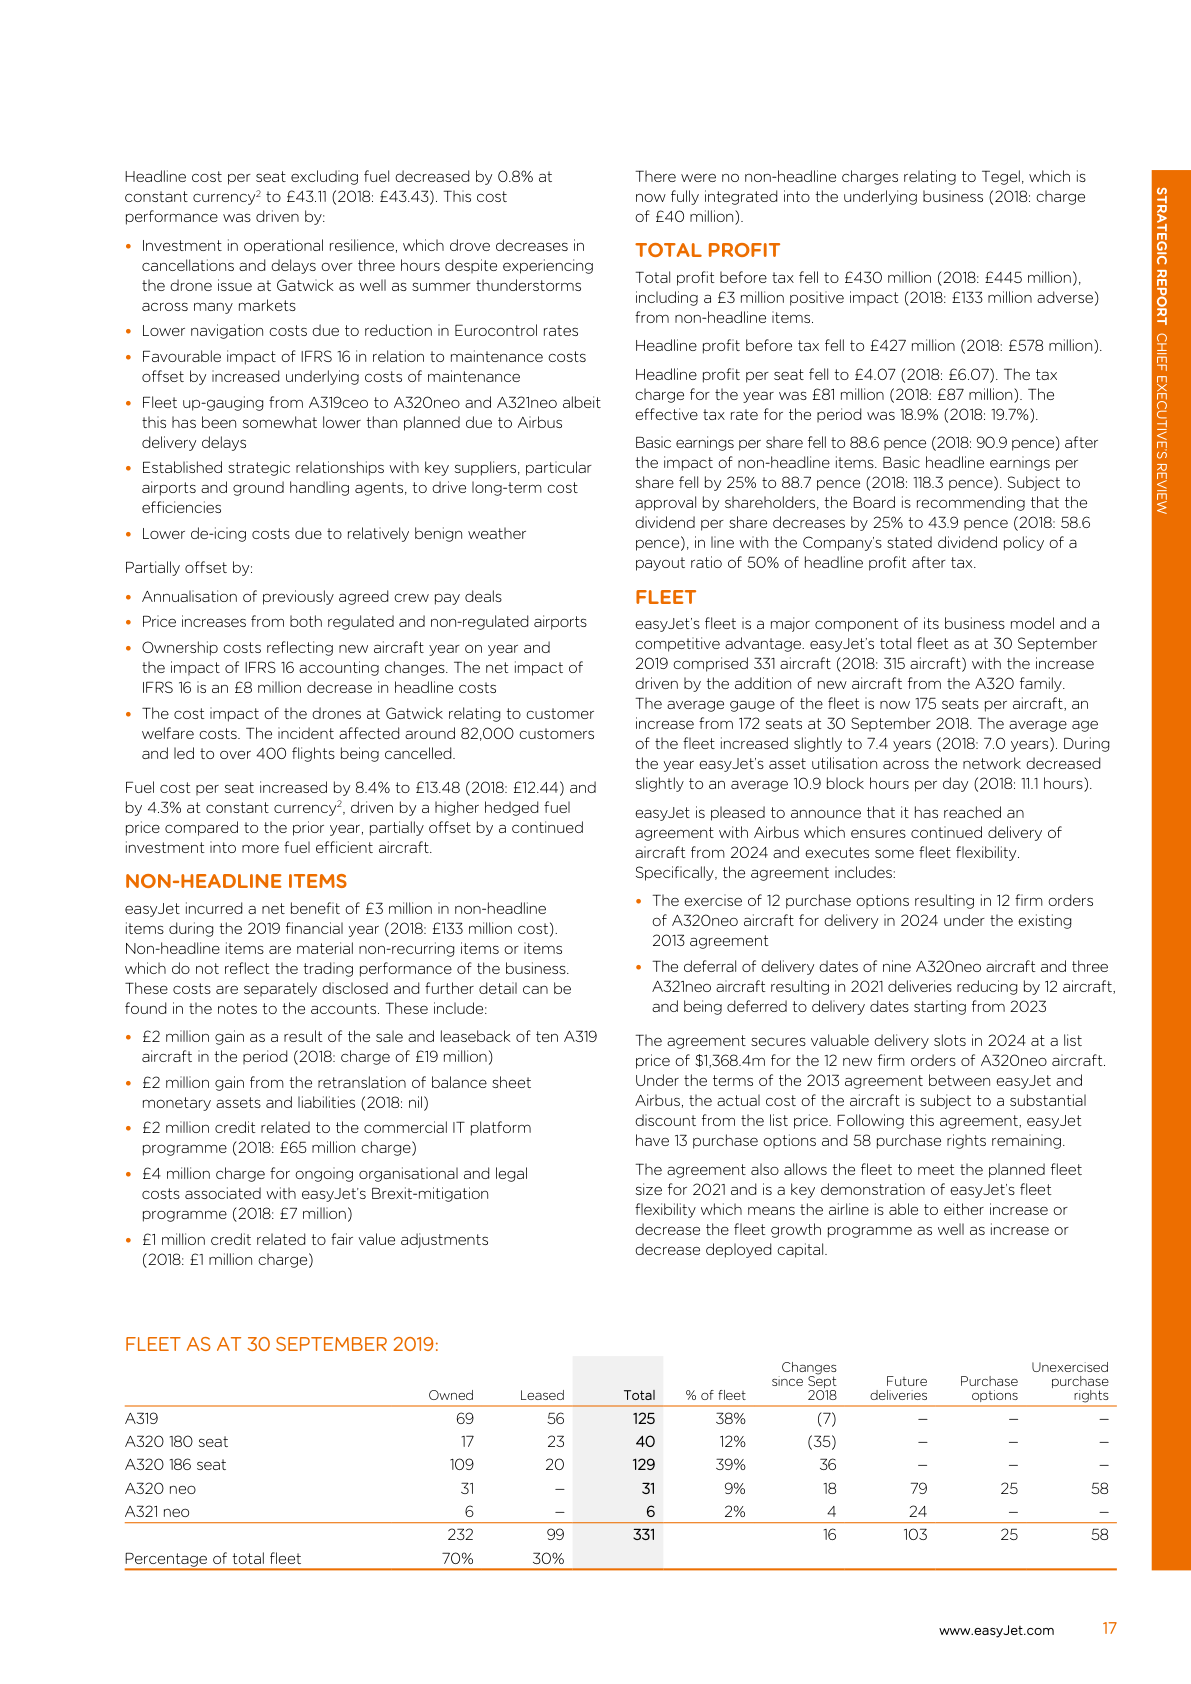 Headline cost per seat excluding fuel decreased by 0.8% at
constant currency² to £43.11 (2018: £43.43). This cost
performance was driven by:
• Investment in operational resilience, which drove decreases in
cancellations and delays over three hours despite experiencing
the drone issue at Gatwick as well as summer thunderstorms
across many markets
• Lower navigation costs due to reduction in Eurocontrol rates
• Favourable impact of IFRS 16 in relation to maintenance costs
offset by increased underlying costs of maintenance
• Fleet up-gauging from A319ceo to A320neo and A321neo albeit
this has been somewhat lower than planned due to Airbus
delivery delays
• Established strategic relationships with key suppliers, particular
airports and ground handling agents, to drive long-term cost
efficiencies
• Lower de-icing costs due to relatively benign weather
Partially offset by:
• Annualisation of previously agreed crew pay deals
• Price increases from both regulated and non-regulated airports
• Ownership costs reflecting new aircraft year on year and
the impact of IFRS 16 accounting changes. The net impact of
IFRS 16 is an £8 million decrease in headline costs
• The cost impact of the drones at Gatwick relating to customer
welfare costs. The incident affected around 82,000 customers
and led to over 400 flights being cancelled.
Fuel cost per seat increased by 8.4% to £13.48 (2018: £12.44) and
by 4.3% at constant currency², driven by a higher hedged fuel
price compared to the prior year, partially offset by a continued
investment into more fuel efficient aircraft.
NON-HEADLINE ITEMS
easyJet incurred a net benefit of £3 million in non-headline
items during the 2019 financial year (2018: £133 million cost).
Non-headline items are material non-recurring items or items
which do not reflect the trading performance of the business.
These costs are separately disclosed and further detail can be
found in the notes to the accounts. These include:
• £2 million gain as a result of the sale and leaseback of ten A319
aircraft in the period (2018: charge of £19 million)
• £2 million gain from the retranslation of balance sheet
monetary assets and liabilities (2018: nil)
• £2 million credit related to the commercial IT platform
programme (2018: £65 million charge)
• £4 million charge for ongoing organisational and legal
costs associated with easyJet's Brexit-mitigation
programme (2018: £7 million)
• £1 million credit related to fair value adjustments
(2018: £1 million charge)
There were no non-headline charges relating to Tegel, which is
now fully integrated into the underlying business (2018: charge
of £40 million).
TOTAL PROFIT
Total profit before tax fell to £430 million (2018: £445 million),
including a £3 million positive impact (2018: £133 million adverse)
from non-headline items.
Headline profit before tax fell to £427 million (2018: £578 million).
Headline profit per seat fell to £4.07 (2018: £6.07). The tax
charge for the year was £81 million (2018: £87 million). The
effective tax rate for the period was 18.9% (2018: 19.7%).
Basic earnings per share fell to 88.6 pence (2018: 90.9 pence) after
the impact of non-headline items. Basic headline earnings per
share fell by 25% to 88.7 pence (2018: 118.3 pence). Subject to
approval by shareholders, the Board is recommending that the
dividend per share decreases by 25% to 43.9 pence (2018: 58.6
pence), in line with the Company's stated dividend policy of a
payout ratio of 50% of headline profit after tax.
FLEET
easyJet's fleet is a major component of its business model and a
competitive advantage. easyJet's total fleet as at 30 September
2019 comprised 331 aircraft (2018: 315 aircraft) with the increase
driven by the addition of new aircraft from the A320 family.
The average gauge of the fleet is now 175 seats per aircraft, an
increase from 172 seats at 30 September 2018. The average age
of the fleet increased slightly to 7.4 years (2018: 7.0 years). During
the year easyJet's asset utilisation across the network decreased
slightly to an average 10.9 block hours per day (2018: 11.1 hours).
easyJet is pleased to announce that it has reached an
agreement with Airbus which ensures continued delivery of
aircraft from 2024 and executes some fleet flexibility.
Specifically, the agreement includes:
• The exercise of 12 purchase options resulting in 12 firm orders
of A320neo aircraft for delivery in 2024 under the existing
2013 agreement
• The deferral of delivery dates of nine A320neo aircraft and three
A321neo aircraft resulting in 2021 deliveries reducing by 12 aircraft,
and being deferred to delivery dates starting from 2023
The agreement secures valuable delivery slots in 2024 at a list
price of $1,368.4m for the 12 new firm orders of A320neo aircraft.
Under the terms of the 2013 agreement between easyJet and
Airbus, the actual cost of the aircraft is subject to a substantial
discount from the list price. Following this agreement, easyJet
have 13 purchase options and 58 purchase rights remaining.
The agreement also allows the fleet to meet the planned fleet
size for 2021 and is a key demonstration of easyJet's fleet
flexibility which means the airline is able to either increase or
decrease the fleet growth programme as well as increase or
decrease deployed capital.
STRATEGIC REPORT CHIEF EXECUTIVE'S REVIEW
FLEET AS AT 30 SEPTEMBER 2019:
Owned Leased Total % of fleet Changes since Sept 2018 Future deliveries Purchase options Unexercised purchase rights
A319 69 56 125 38% (7) – – –
A320 180 seat 17 23 40 12% (35) – – –
A320 186 seat 109 20 129 39% 36 – – –
A320 neo 31 – 31 9% 18 79 25 58
A321 neo 6 – 6 2% 4 24 – –
232 99 331 16 103 25 58
Percentage of total fleet 70% 30%
www.easyJet.com 17